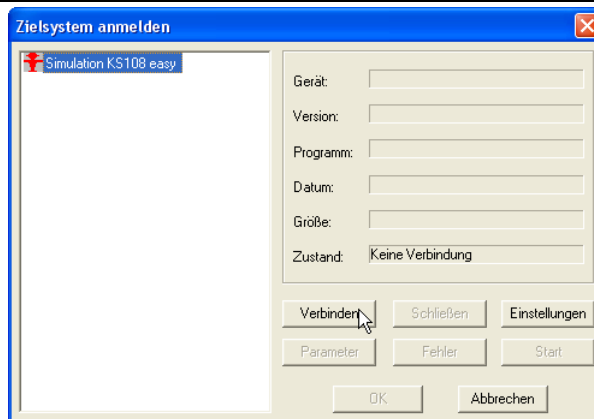 Zielsystem anmelden
Simulation KS108 easy
Gerät:
Version:
Programm:
Datum:
Größe:
Zustand: Keine Verbindung
Verbinden Schließen Einstellungen
Parameter Fehler Start
OK Abbrechen